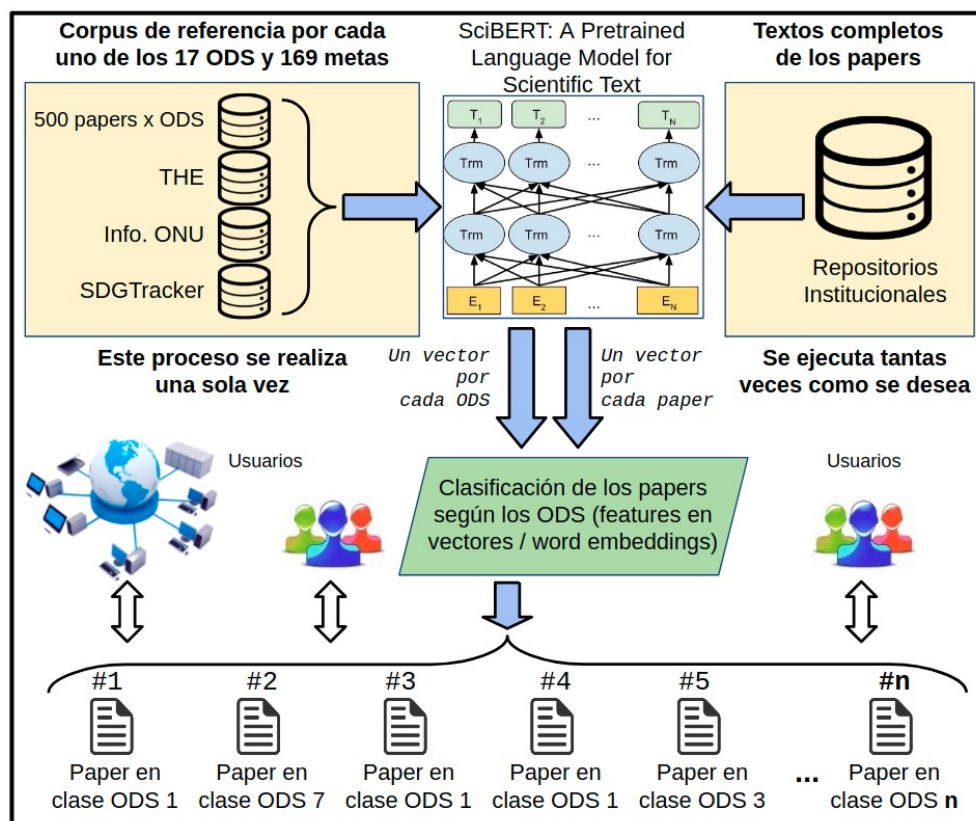 Corpus de referencia por cada
uno de los 17 ODS y 169 metas
500 papers x ODS
THE
Info. ONU
SDGTracker
Este proceso se realiza
una sola vez
SciBERT: A Pretrained
Language Model for
Scientific Text
T1 T2 ... TN
Trm Trm ... Trm
Trm Trm ... Trm
E1 E2 ... EN
Textos completos
de los papers
Repositorios
Institucionales
Se ejecuta tantas
veces como se desea
Un vector
por
cada ODS
Un vector
por
cada paper
Usuarios
Clasificación de los papers
según los ODS (features en
vectores / word embeddings)
Usuarios
#1 #2 #3 #4 #5 #n
Paper en
clase ODS 1
Paper en
clase ODS 7
Paper en
clase ODS 1
Paper en
clase ODS 1
Paper en
clase ODS 3
...
Paper en
clase ODS n